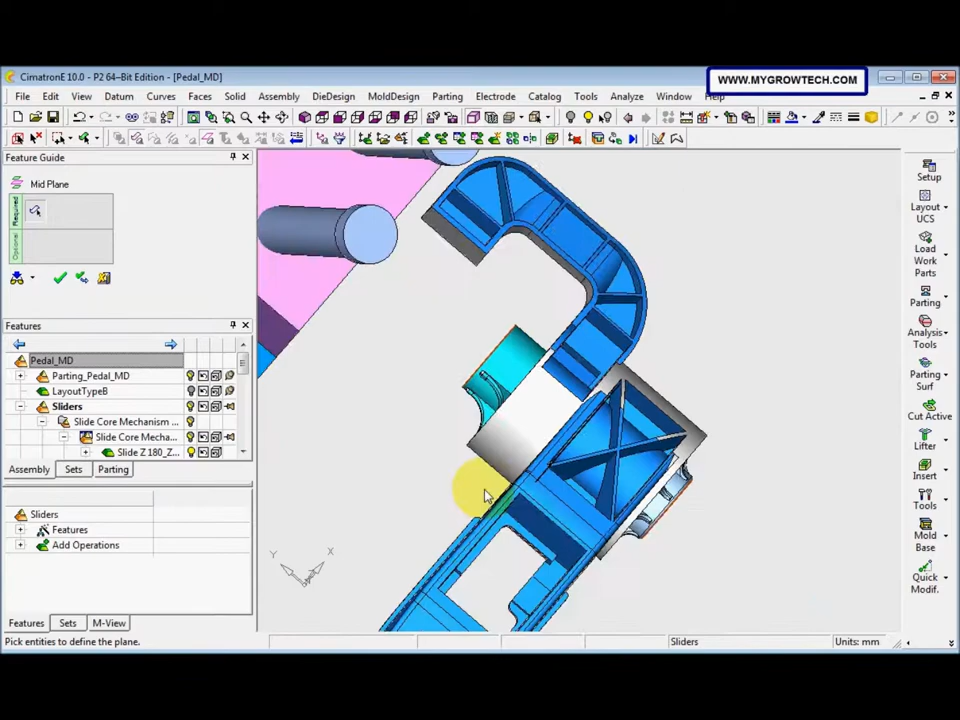 CimatronE 10.0 - P2 64–Bit Edition - [Pedal_MD]
WWW.MYGROWTECH.COM
File Edit View Datum Curves Faces Solid Assembly DieDesign MoldDesign Parting Electrode Catalog Tools Analyze Window Help
Feature Guide
Mid Plane
Required
Optional
Features
Pedal_MD
Parting_Pedal_MD
LayoutTypeB
Sliders
Slide Core Mechanism ...
Slide Core Mecha...
Slide Z 180_Z...
Assembly Sets Parting
Sliders
Features
Add Operations
Features Sets M-View
Setup
Layout UCS
Load Work Parts
Parting
Analysis Tools
Parting Surf
Cut Active
Lifter
Insert
Tools
Mold Base
Quick Modif.
Y X
Pick entities to define the plane. Sliders Units: mm